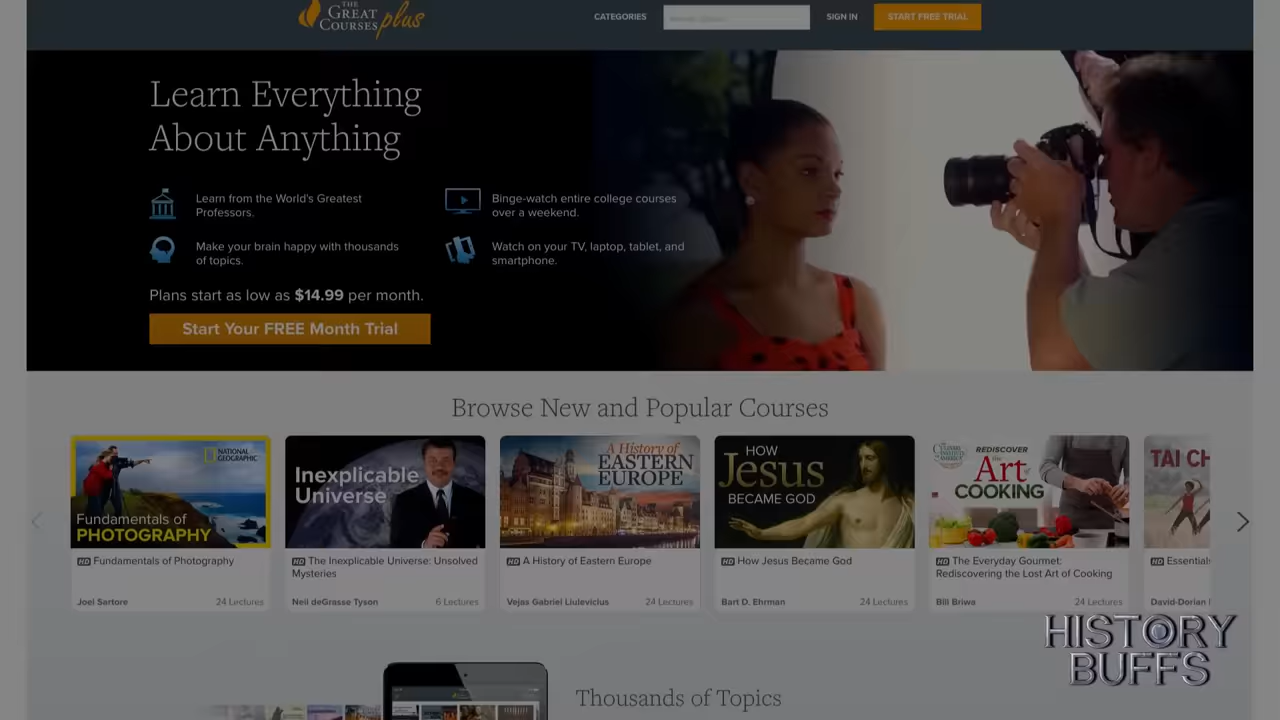 THE
GREAT
COURSES plus
CATEGORIES
SIGN IN
START FREE TRIAL
Learn Everything
About Anything
Learn from the World's Greatest
Professors.
Binge-watch entire college courses
over a weekend.
Make your brain happy with thousands
of topics.
Watch on your TV, laptop, tablet, and
smartphone.
Plans start as low as $14.99 per month.
Start Your FREE Month Trial
Browse New and Popular Courses
NATIONAL
GEOGRAPHIC
Fundamentals of
PHOTOGRAPHY
Inexplicable
Universe
A History of
EASTERN
EUROPE
HOW
Jesus
BECAME GOD
REDISCOVER
the
Art of
COOKING
TAI CH
HD Fundamentals of Photography
Joel Sartore
24 Lectures
HD The Inexplicable Universe: Unsolved
Mysteries
Neil deGrasse Tyson
6 Lectures
HD A History of Eastern Europe
Vejas Gabriel Liulevicius
24 Lectures
HD How Jesus Became God
Bart D. Ehrman
24 Lectures
HD The Everyday Gourmet:
Rediscovering the Lost Art of Cooking
Bill Briwa
24 Lectures
HD Essentials
David-Dorian
HISTORY
BUFFS
Thousands of Topics